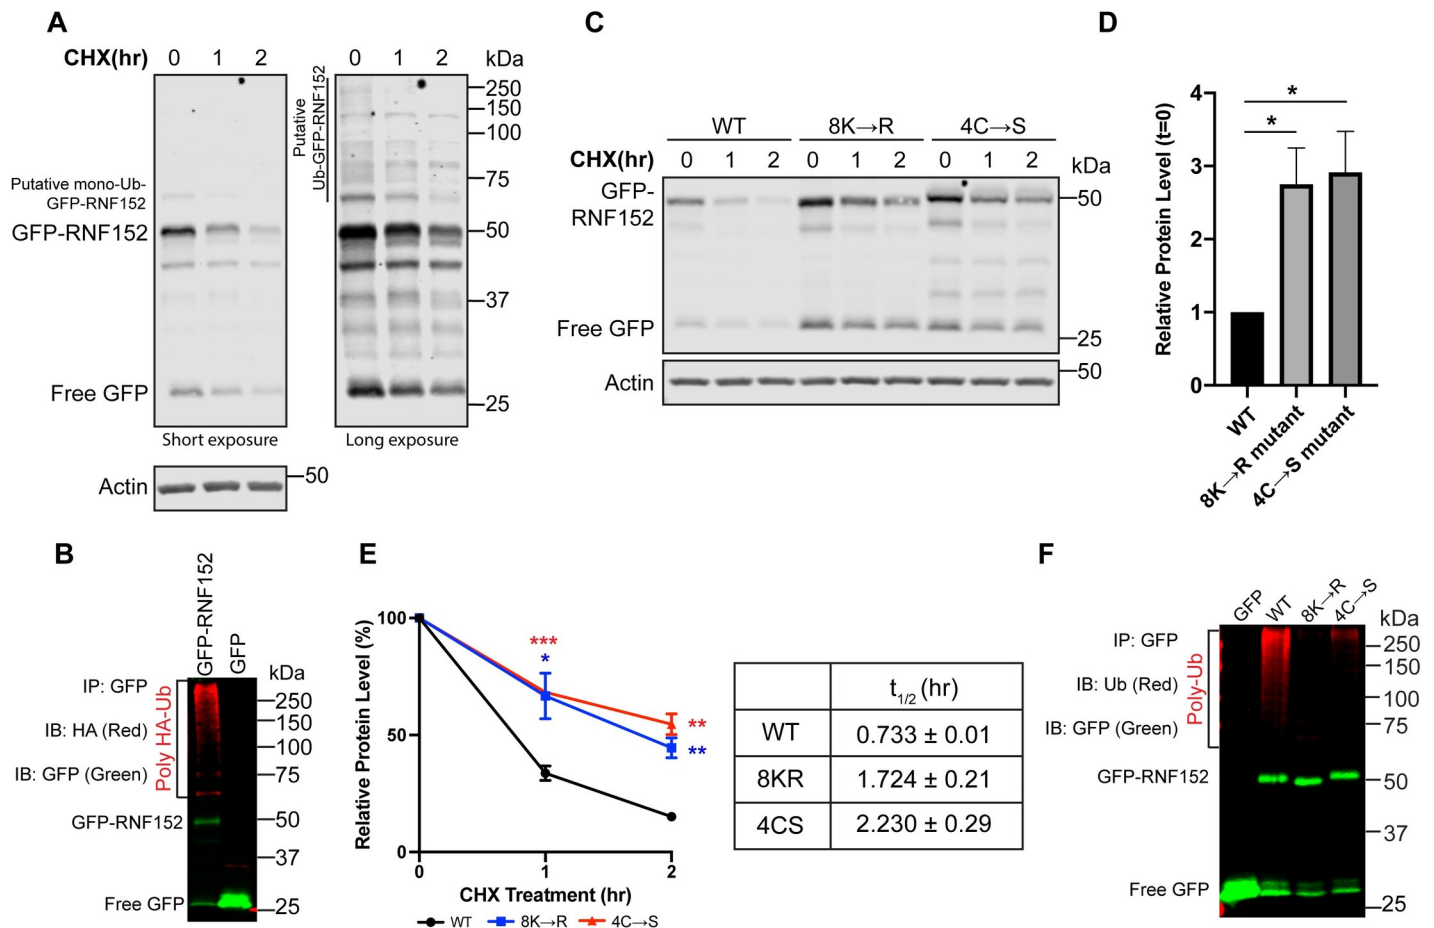 A
CHX(hr) 0 1 2
0 1 2 kDa
Putative
Ub-GFP-RNF152
250
150
100
75
50
37
25
Putative mono-Ub-
GFP-RNF152
GFP-RNF152
Free GFP
Short exposure
Long exposure
Actin
50
C
WT 8K→R 4C→S
CHX(hr) 0 1 2 0 1 2 0 1 2 kDa
GFP-
RNF152
50
Free GFP
25
Actin
50
D
Relative Protein Level (t=0)
4
3
2
1
0
*
*
WT
8K→R mutant
4C→S mutant
B
GFP-RNF152
GFP
kDa
IP: GFP
IB: HA (Red)
IB: GFP (Green)
Poly HA-Ub
250
150
100
75
50
37
25
GFP-RNF152
Free GFP
E
Relative Protein Level (%)
100
50
0
0 1 2
***
*
**
**
CHX Treatment (hr)
WT 8K→R 4C→S
t1/2 (hr)
WT 0.733 ± 0.01
8KR 1.724 ± 0.21
4CS 2.230 ± 0.29
F
GFP
WT
8K→R
4C→S
kDa
IP: GFP
IB: Ub (Red)
IB: GFP (Green)
Poly-Ub
250
150
100
75
50
37
25
GFP-RNF152
Free GFP